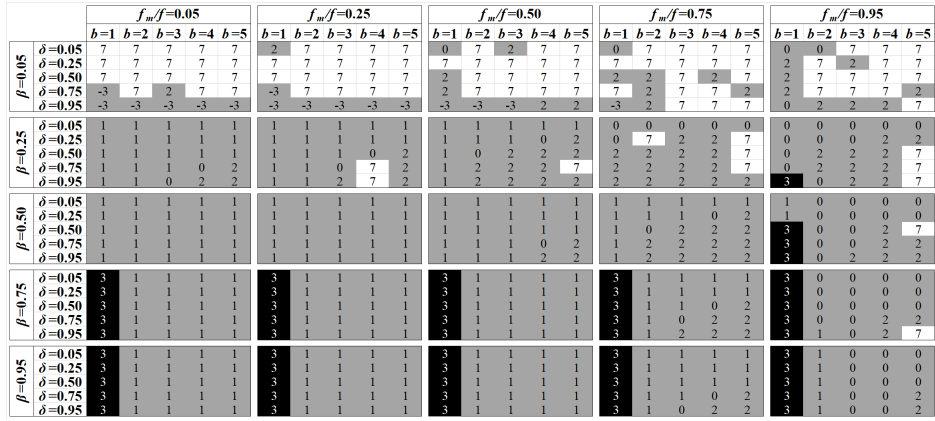 f_m/f=0.05 f_m/f=0.25 f_m/f=0.50 f_m/f=0.75 f_m/f=0.95
b=1 b=2 b=3 b=4 b=5 b=1 b=2 b=3 b=4 b=5 b=1 b=2 b=3 b=4 b=5 b=1 b=2 b=3 b=4 b=5 b=1 b=2 b=3 b=4 b=5
β=0.05
δ=0.05 7 7 7 7 7 2 7 7 7 7 0 7 2 7 7 0 7 7 7 7 0 0 7 7 7
δ=0.25 7 7 7 7 7 7 7 7 7 7 7 7 7 7 7 7 7 7 7 7 2 7 2 7 7
δ=0.50 7 7 7 7 7 7 7 7 7 7 2 7 7 7 7 2 2 7 2 7 2 7 7 7 7
δ=0.75 -3 7 2 7 7 -3 7 7 7 7 2 7 7 7 7 7 2 7 7 2 2 7 7 7 2
δ=0.95 -3 -3 -3 -3 -3 -3 -3 -3 -3 -3 -3 -3 -3 2 2 -3 2 7 7 7 0 2 2 2 7
β=0.25
δ=0.05 1 1 1 1 1 1 1 1 1 1 1 1 1 1 1 0 0 0 0 0 0 0 0 0 0
δ=0.25 1 1 1 1 1 1 1 1 1 1 1 1 1 0 2 0 7 2 2 7 0 0 0 2 2
δ=0.50 1 1 1 1 1 1 1 1 0 2 1 0 2 2 2 2 2 2 2 7 0 2 2 2 7
δ=0.75 1 1 1 0 2 1 1 0 7 2 1 2 2 2 7 2 2 2 2 7 0 2 2 2 7
δ=0.95 1 1 0 2 2 1 1 2 7 2 1 2 2 2 2 2 2 2 2 2 3 0 2 2 7
β=0.50
δ=0.05 1 1 1 1 1 1 1 1 1 1 1 1 1 1 1 1 1 1 1 1 1 0 0 0 0
δ=0.25 1 1 1 1 1 1 1 1 1 1 1 1 1 1 1 1 1 1 0 2 1 0 0 0 0
δ=0.50 1 1 1 1 1 1 1 1 1 1 1 1 1 1 1 1 0 2 2 2 3 0 0 2 7
δ=0.75 1 1 1 1 1 1 1 1 1 1 1 1 1 0 2 1 2 2 2 2 3 0 0 2 2
δ=0.95 1 1 1 1 1 1 1 1 1 1 1 1 1 2 2 1 2 2 2 2 3 0 2 2 2
β=0.75
δ=0.05 3 1 1 1 1 3 1 1 1 1 3 1 1 1 1 3 1 1 1 1 3 0 0 0 0
δ=0.25 3 1 1 1 1 3 1 1 1 1 3 1 1 1 1 3 1 1 1 1 3 0 0 0 0
δ=0.50 3 1 1 1 1 3 1 1 1 1 3 1 1 1 1 3 1 1 0 2 3 0 0 0 0
δ=0.75 3 1 1 1 1 3 1 1 1 1 3 1 1 1 1 3 1 0 2 2 3 0 0 2 2
δ=0.95 3 1 1 1 1 3 1 1 1 1 3 1 1 1 1 3 1 2 2 2 3 1 0 2 7
β=0.95
δ=0.05 3 1 1 1 1 3 1 1 1 1 3 1 1 1 1 3 1 1 1 1 3 1 0 0 0
δ=0.25 3 1 1 1 1 3 1 1 1 1 3 1 1 1 1 3 1 1 1 1 3 1 0 0 0
δ=0.50 3 1 1 1 1 3 1 1 1 1 3 1 1 1 1 3 1 1 1 1 3 1 0 0 0
δ=0.75 3 1 1 1 1 3 1 1 1 1 3 1 1 1 1 3 1 1 0 2 3 1 0 0 2
δ=0.95 3 1 1 1 1 3 1 1 1 1 3 1 1 1 1 3 1 0 2 2 3 1 0 2 2